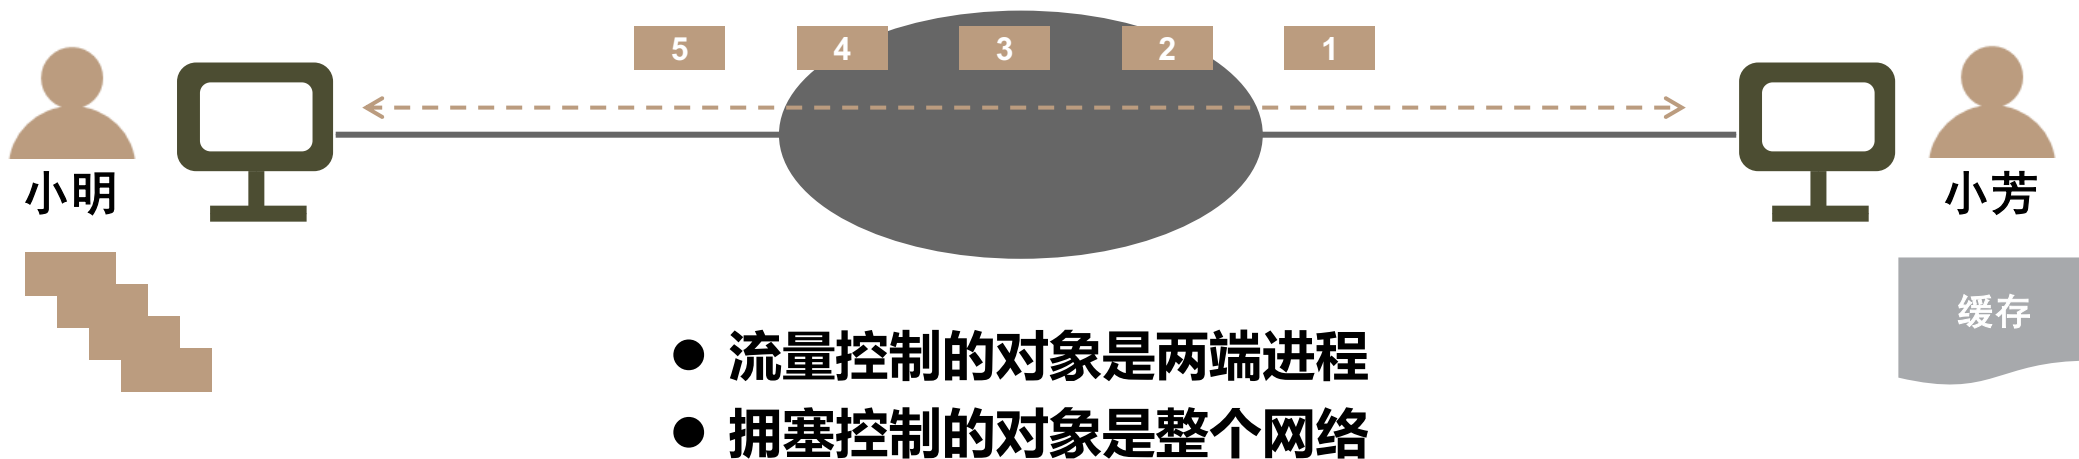 5 4 3 2 1
小明
小芳
缓存
● 流量控制的对象是两端进程
● 拥塞控制的对象是整个网络